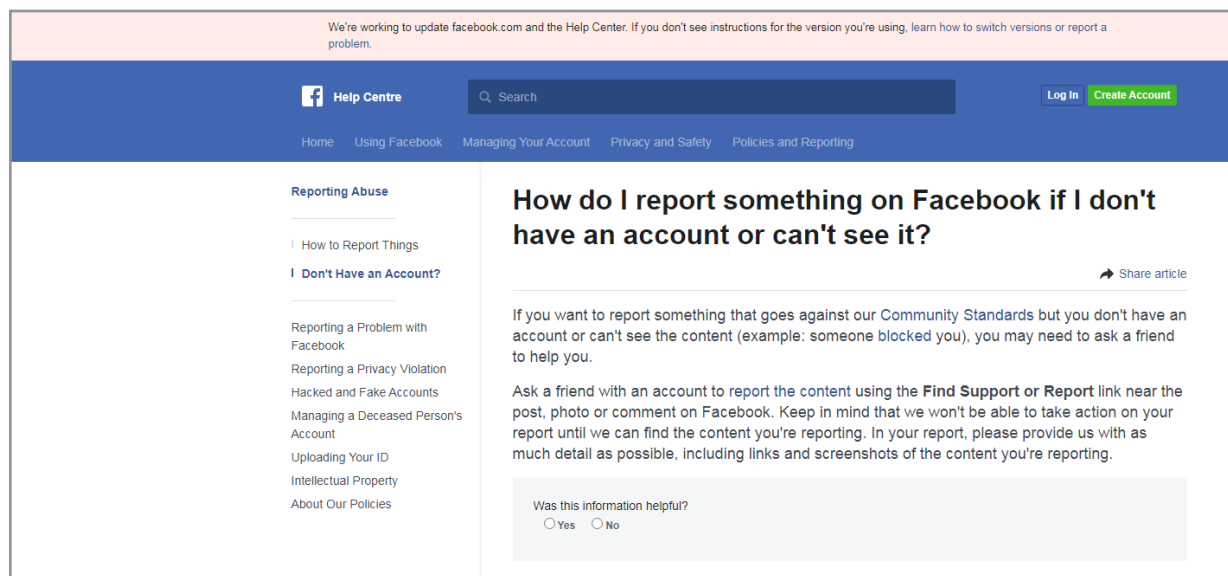 We're working to update facebook.com and the Help Center. If you don't see instructions for the version you're using, learn how to switch versions or report a
problem.
Help Centre
Search
Log In
Create Account
Home
Using Facebook
Managing Your Account
Privacy and Safety
Policies and Reporting
Reporting Abuse
How to Report Things
Don't Have an Account?
Reporting a Problem with
Facebook
Reporting a Privacy Violation
Hacked and Fake Accounts
Managing a Deceased Person's
Account
Uploading Your ID
Intellectual Property
About Our Policies
How do I report something on Facebook if I don't
have an account or can't see it?
Share article
If you want to report something that goes against our Community Standards but you don't have an
account or can't see the content (example: someone blocked you), you may need to ask a friend
to help you.
Ask a friend with an account to report the content using the Find Support or Report link near the
post, photo or comment on Facebook. Keep in mind that we won't be able to take action on your
report until we can find the content you're reporting. In your report, please provide us with as
much detail as possible, including links and screenshots of the content you're reporting.
Was this information helpful?
Yes
No